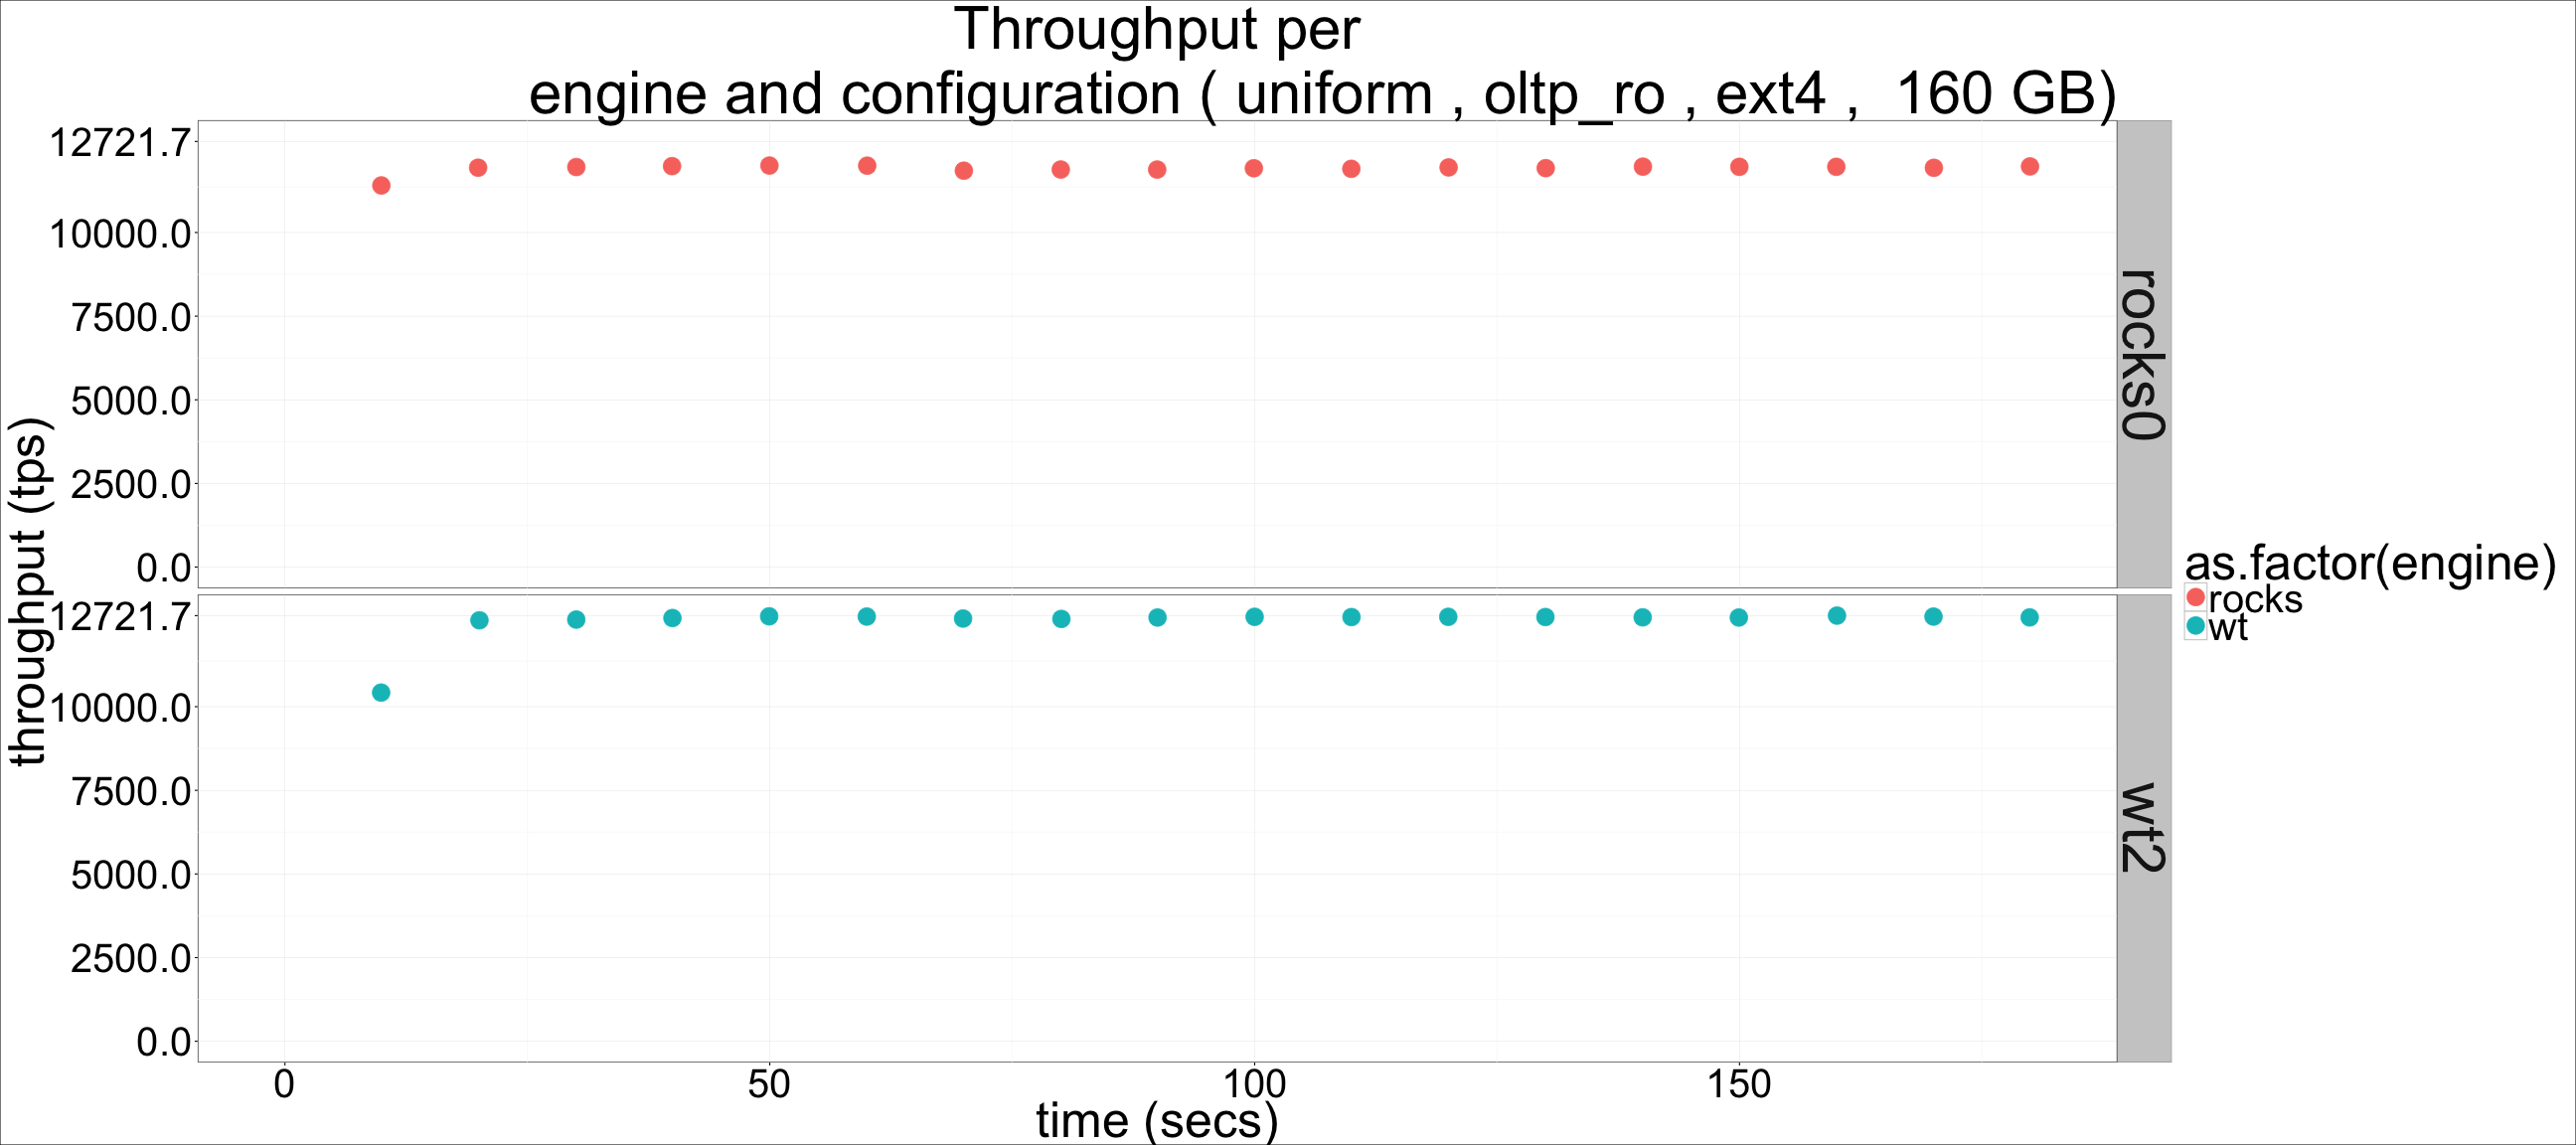 Throughput per
engine and configuration ( uniform , oltp_ro , ext4 ,  160 GB)
throughput (tps)
12721.7
10000.0
7500.0
5000.0
2500.0
0.0
rocks0
12721.7
10000.0
7500.0
5000.0
2500.0
0.0
wt2
0 50 100 150
time (secs)
as.factor(engine)
rocks
wt